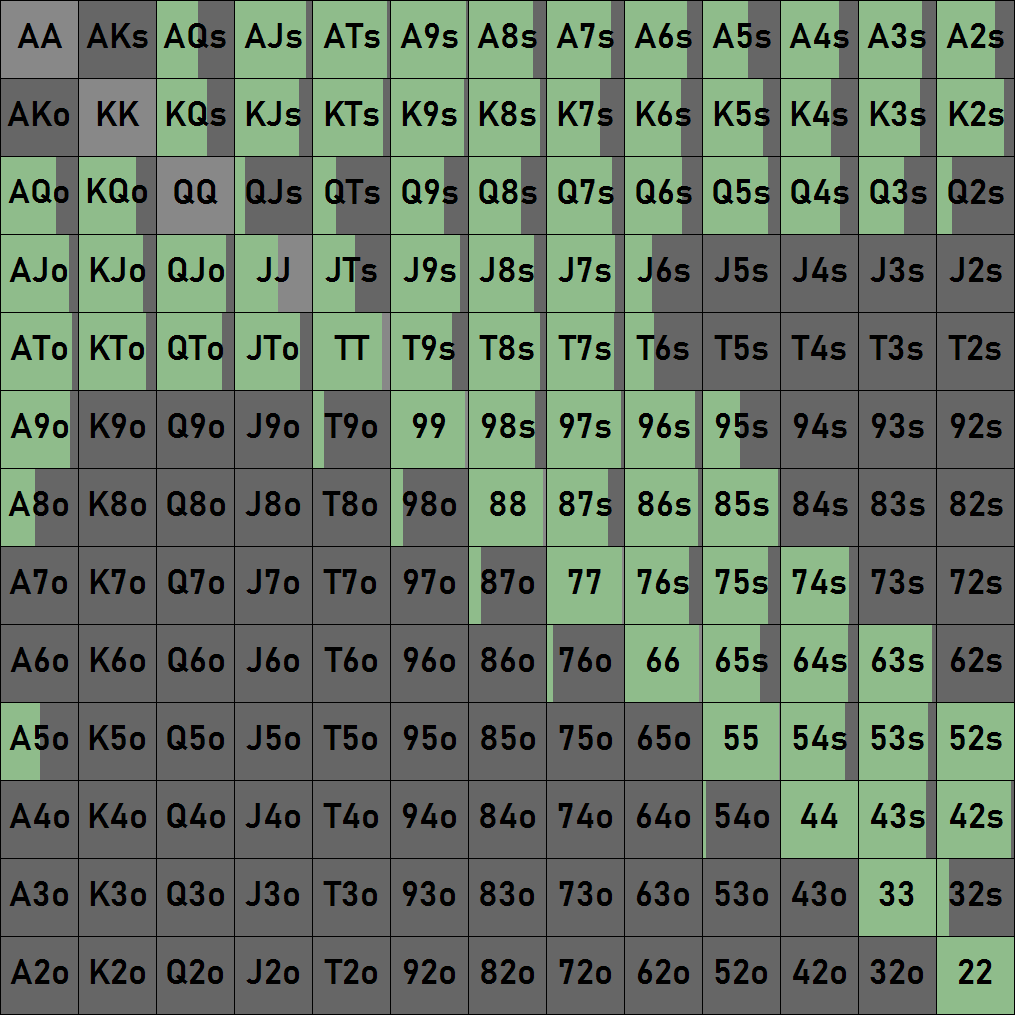 AA AKs AQs AJs ATs A9s A8s A7s A6s A5s A4s A3s A2s
AKo KK KQs KJs KTs K9s K8s K7s K6s K5s K4s K3s K2s
AQo KQo QQ QJs QTs Q9s Q8s Q7s Q6s Q5s Q4s Q3s Q2s
AJo KJo QJo JJ JTs J9s J8s J7s J6s J5s J4s J3s J2s
ATo KTo QTo JTo TT T9s T8s T7s T6s T5s T4s T3s T2s
A9o K9o Q9o J9o T9o 99 98s 97s 96s 95s 94s 93s 92s
A8o K8o Q8o J8o T8o 98o 88 87s 86s 85s 84s 83s 82s
A7o K7o Q7o J7o T7o 97o 87o 77 76s 75s 74s 73s 72s
A6o K6o Q6o J6o T6o 96o 86o 76o 66 65s 64s 63s 62s
A5o K5o Q5o J5o T5o 95o 85o 75o 65o 55 54s 53s 52s
A4o K4o Q4o J4o T4o 94o 84o 74o 64o 54o 44 43s 42s
A3o K3o Q3o J3o T3o 93o 83o 73o 63o 53o 43o 33 32s
A2o K2o Q2o J2o T2o 92o 82o 72o 62o 52o 42o 32o 22